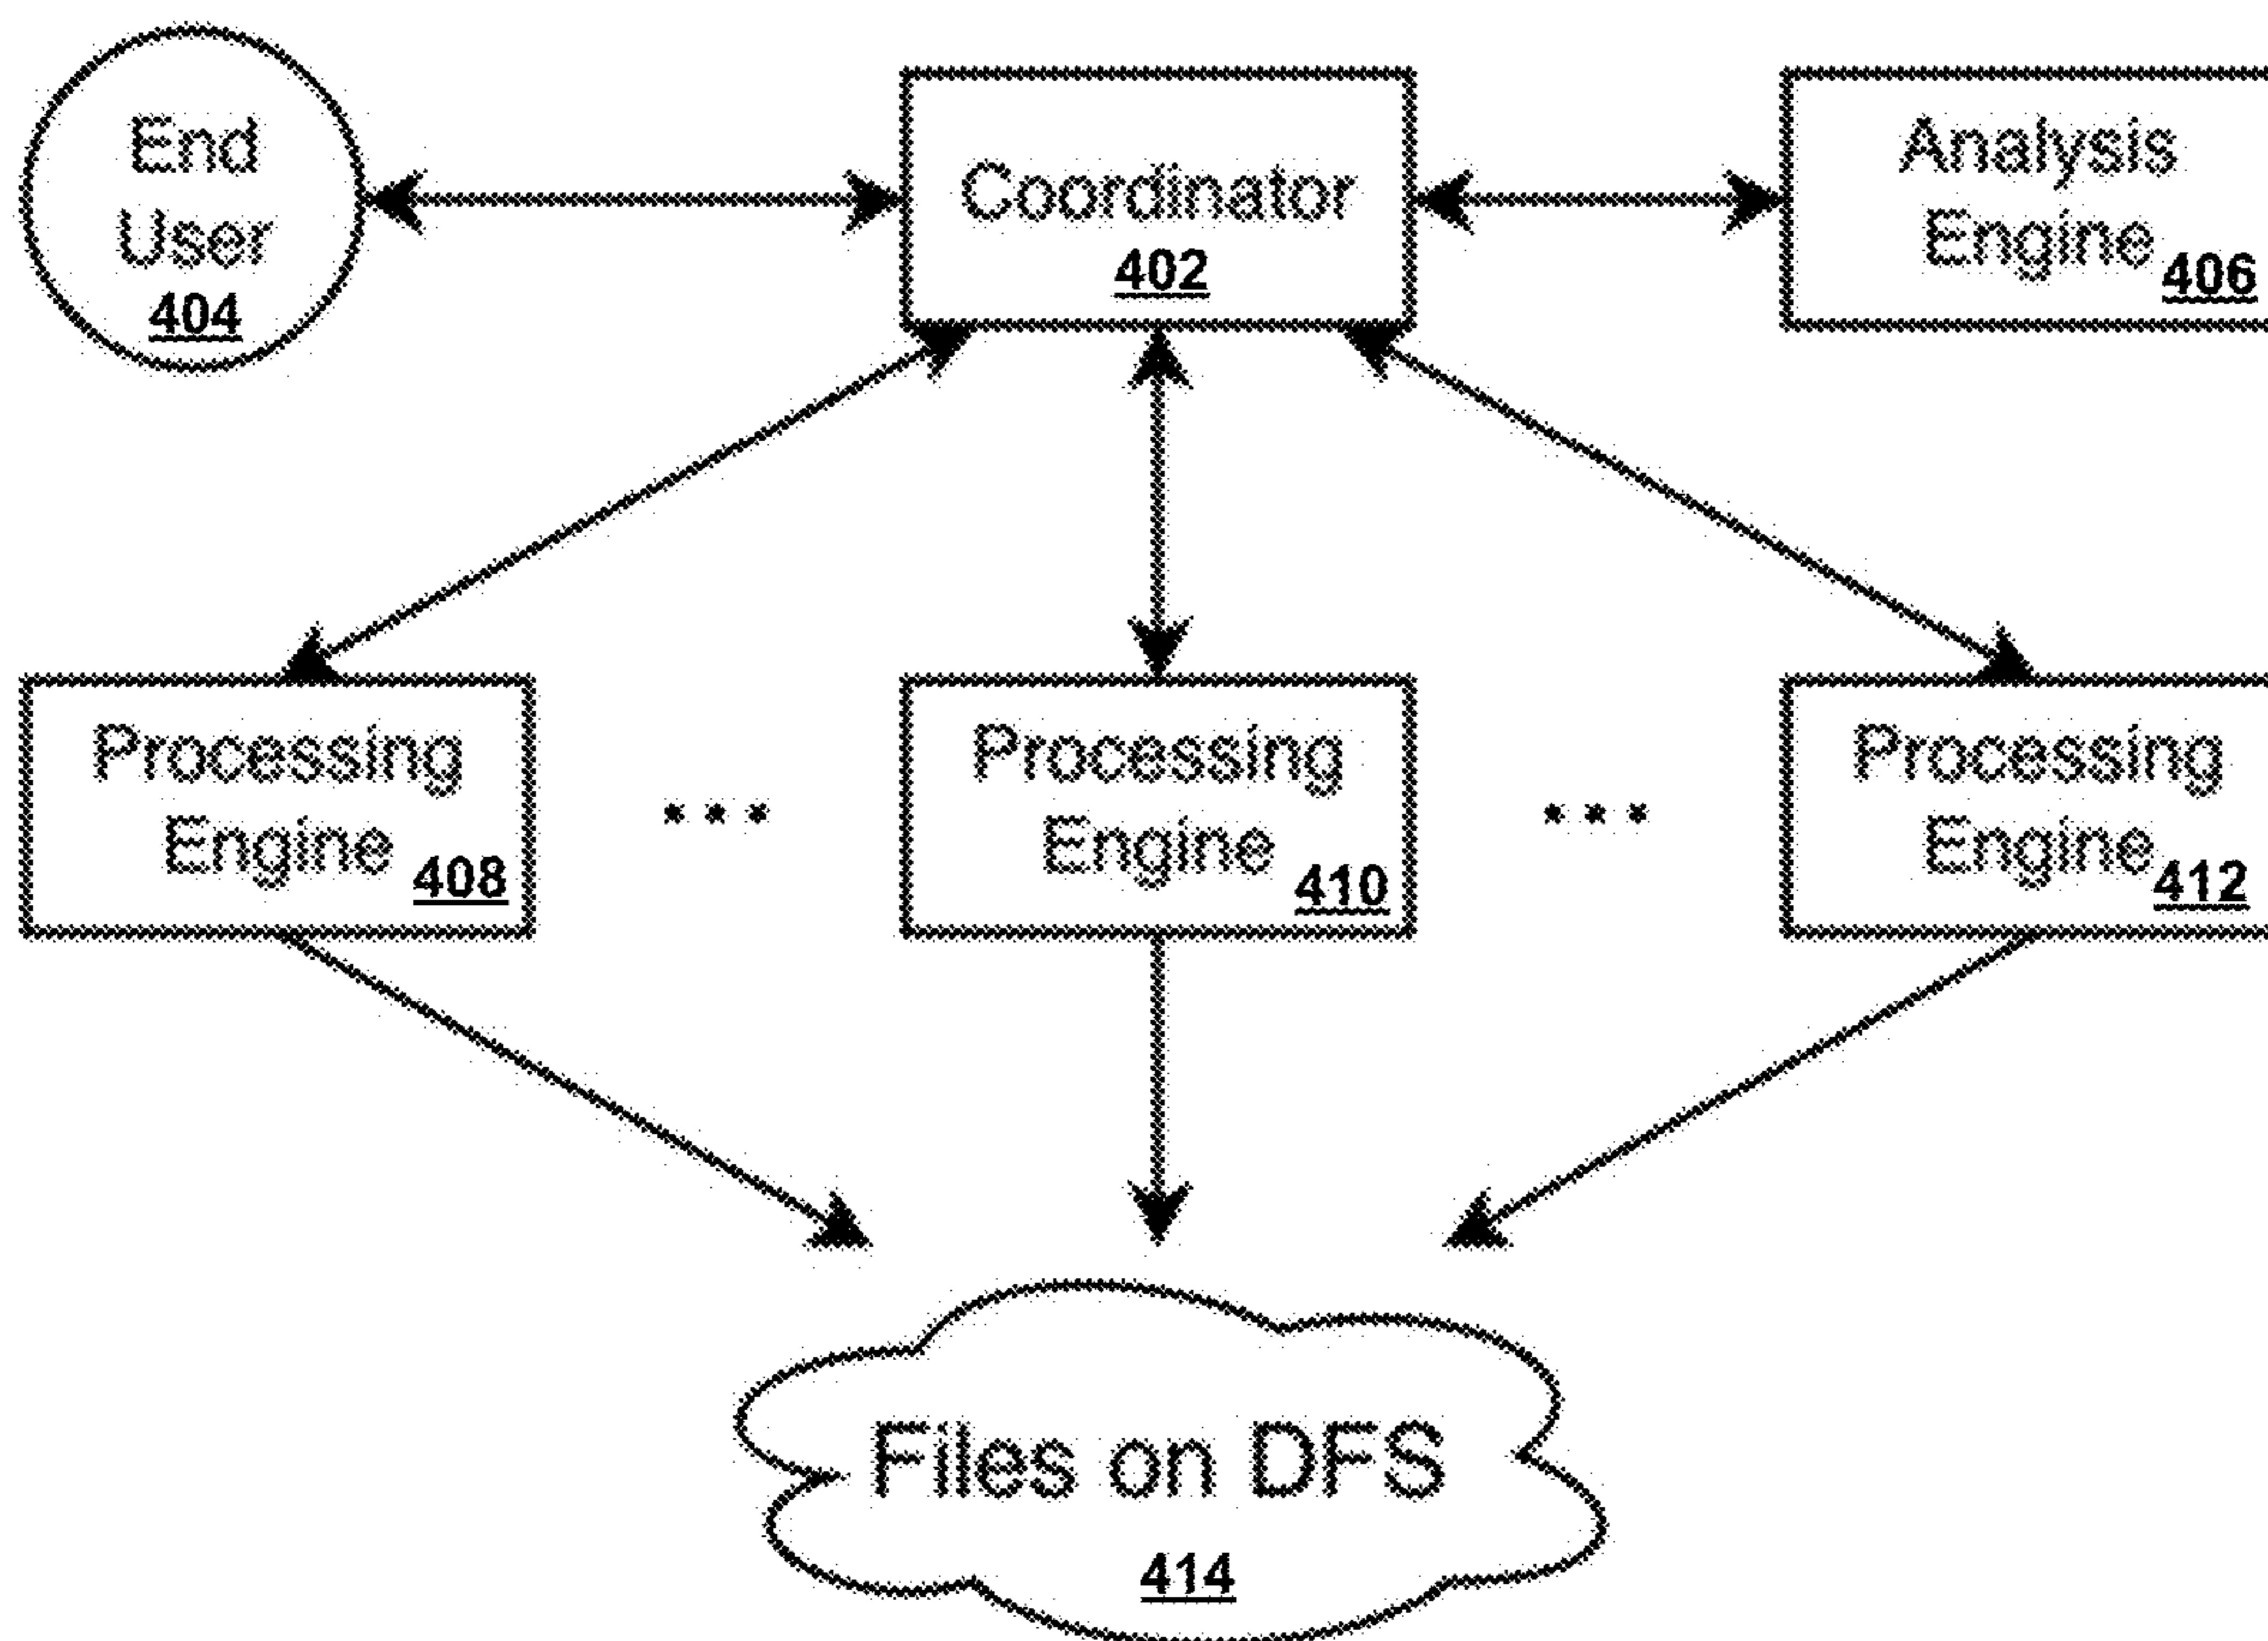 End
User
404
Coordinator
402
Analysis
Engine
406
Processing
Engine
408
...
Processing
Engine
410
...
Processing
Engine
412
Files on DFS
414